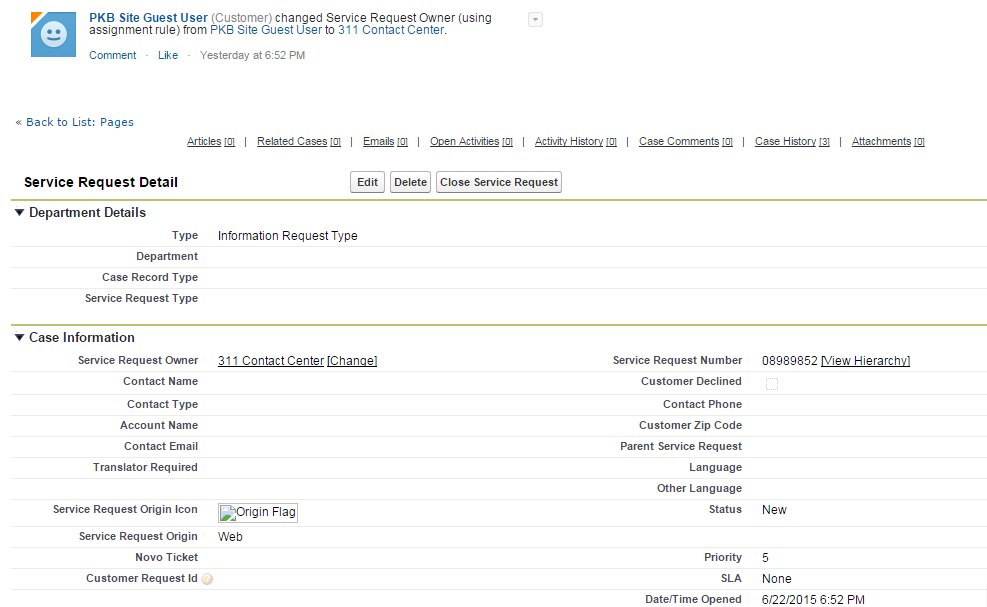 PKB Site Guest User (Customer) changed Service Request Owner (using
assignment rule) from PKB Site Guest User to 311 Contact Center.
Comment · Like · Yesterday at 6:52 PM
« Back to List: Pages
Articles [0] | Related Cases [0] | Emails [0] | Open Activities [0] | Activity History [0] | Case Comments [0] | Case History [3] | Attachments [0]
Service Request Detail Edit Delete Close Service Request
Department Details
Type Information Request Type
Department
Case Record Type
Service Request Type
Case Information
Service Request Owner 311 Contact Center [Change] Service Request Number 08989852 [View Hierarchy]
Contact Name Customer Declined
Contact Type Contact Phone
Account Name Customer Zip Code
Contact Email Parent Service Request
Translator Required Language
Other Language
Service Request Origin Icon Origin Flag Status New
Service Request Origin Web
Novo Ticket Priority 5
Customer Request Id ? SLA None
Date/Time Opened 6/22/2015 6:52 PM